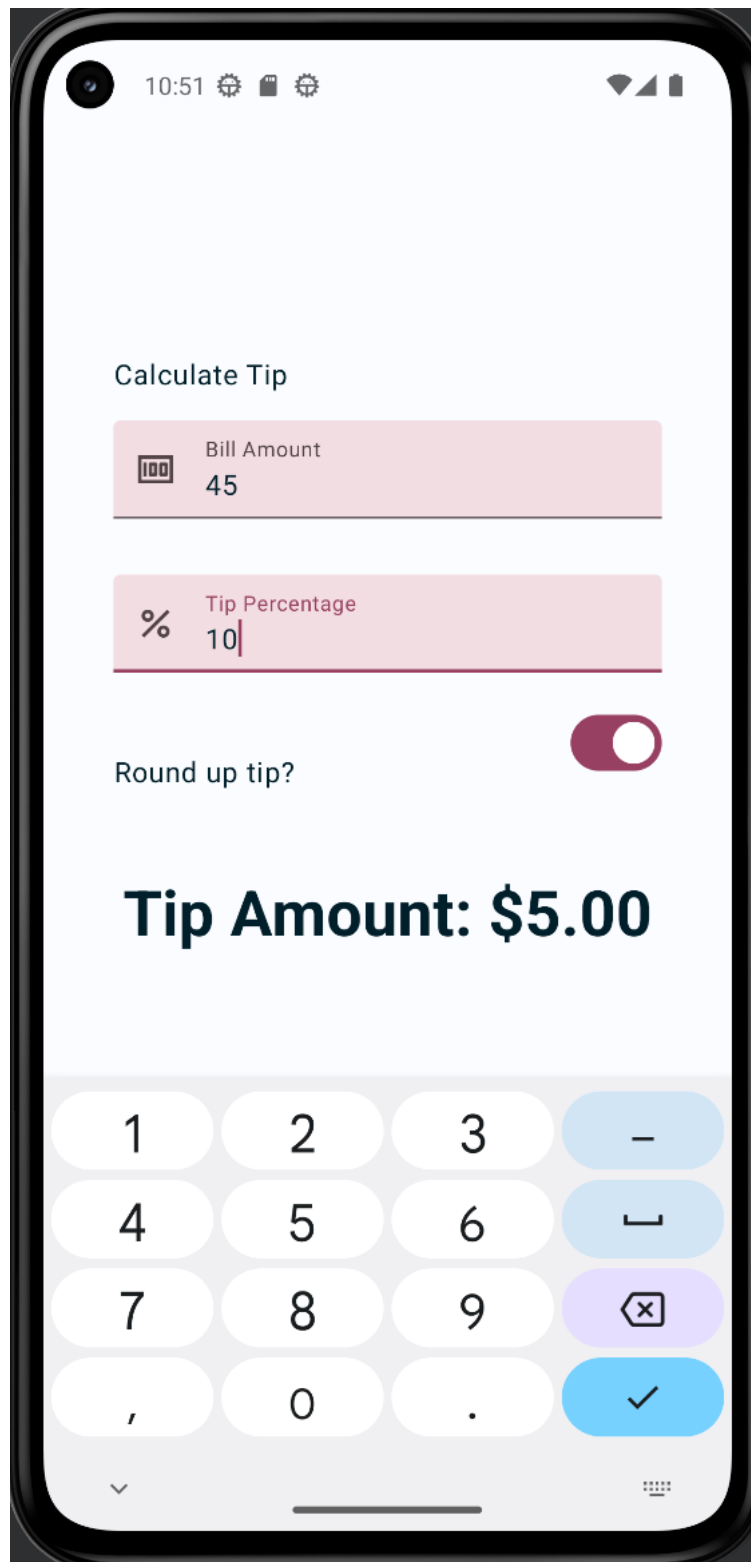 10:51
Calculate Tip
100
Bill Amount
45
%
Tip Percentage
10
Round up tip?
Tip Amount: $5.00
1 2 3 –
4 5 6
7 8 9
, 0 .